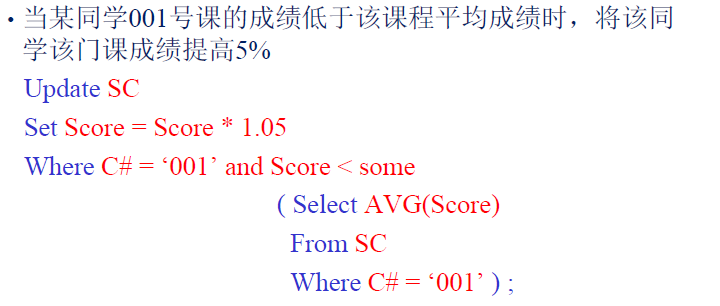 • 当某同学001号课的成绩低于该课程平均成绩时，将该同
学该门课成绩提高5%
Update SC
Set Score = Score * 1.05
Where C# = ‘001’ and Score < some
( Select AVG(Score)
From SC
Where C# = ‘001’ ) ;